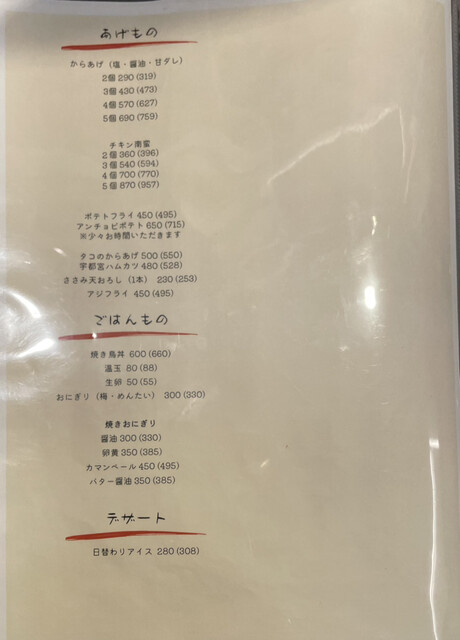 あげもの
からあげ（塩・醤油・甘ダレ）
2個 290 (319)
3個 430 (473)
4個 570 (627)
5個 690 (759)
チキン南蛮
2個 360 (396)
3個 540 (594)
4個 700 (770)
5個 870 (957)
ポテトフライ 450 (495)
アンチョビポテト 650 (715)
※少々お時間いただきます
タコのからあげ 500 (550)
宇都宮ハムカツ 480 (528)
ささみ天おろし（1本） 230 (253)
アジフライ 450 (495)
ごはんもの
焼き鳥丼 600 (660)
温玉 80 (88)
生卵 50 (55)
おにぎり（梅・めんたい） 300 (330)
焼きおにぎり
醤油 300 (330)
卵黄 350 (385)
カマンベール 450 (495)
バター醤油 350 (385)
デザート
日替わりアイス 280 (308)